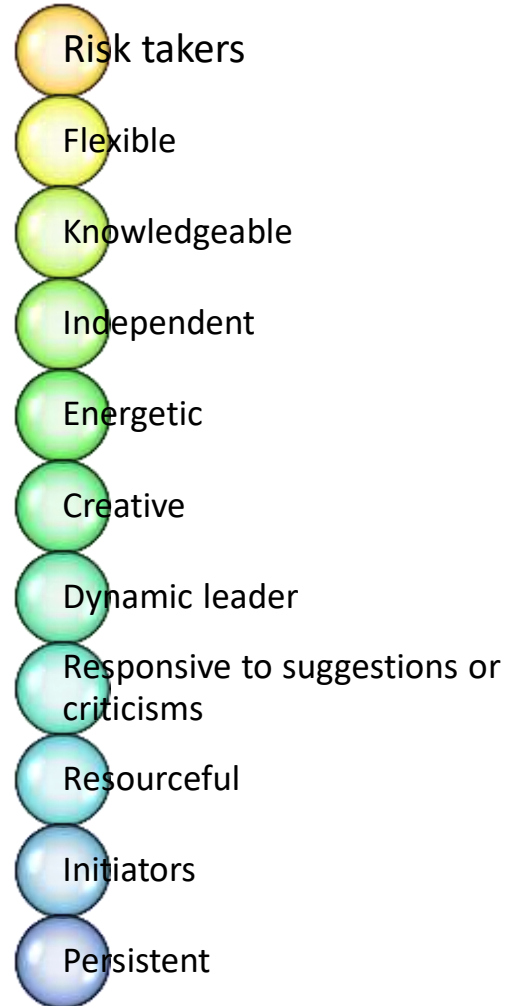 Risk takers
Flexible
Knowledgeable
Independent
Energetic
Creative
Dynamic leader
Responsive to suggestions or
criticisms
Resourceful
Initiators
Persistent